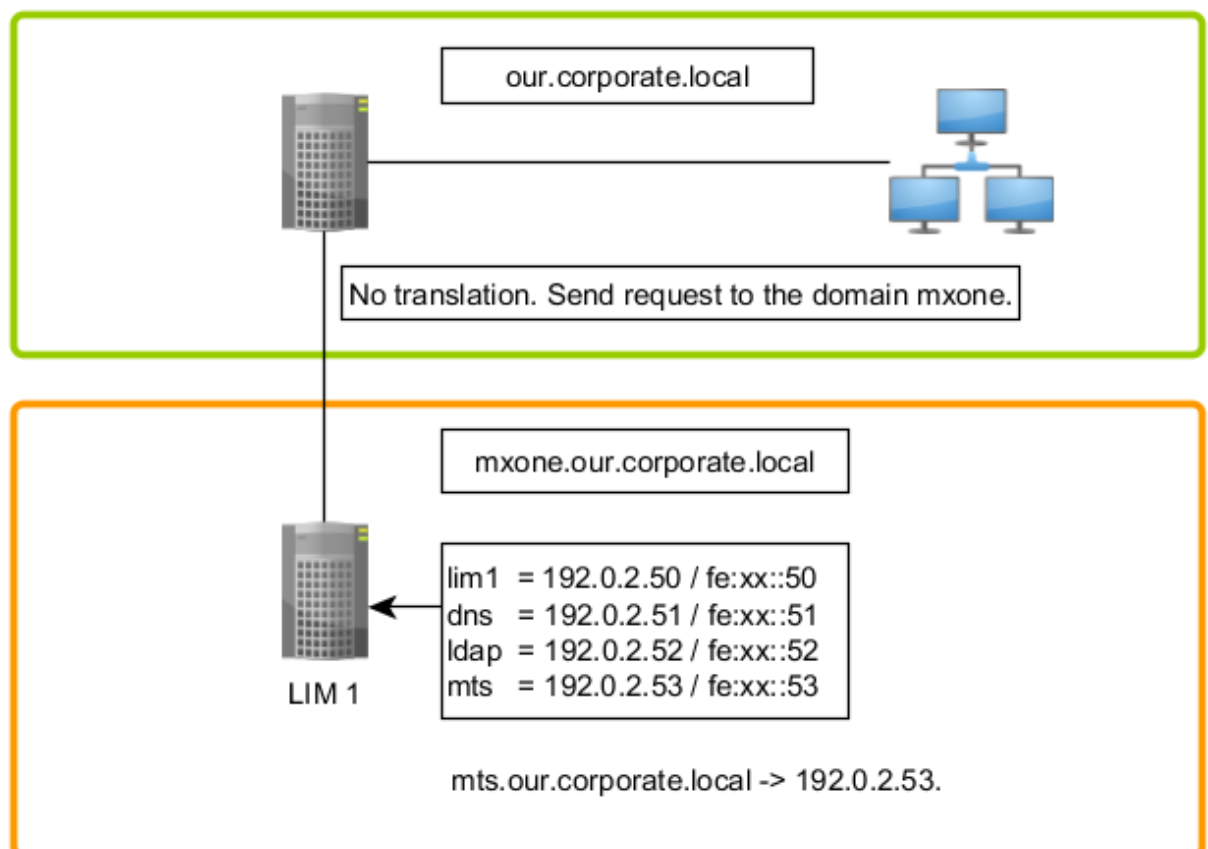 our.corporate.local
No translation. Send request to the domain mxone.
mxone.our.corporate.local
lim1 = 192.0.2.50 / fe:xx::50
dns = 192.0.2.51 / fe:xx::51
ldap = 192.0.2.52 / fe:xx::52
mts = 192.0.2.53 / fe:xx::53
LIM 1
mts.our.corporate.local -> 192.0.2.53.